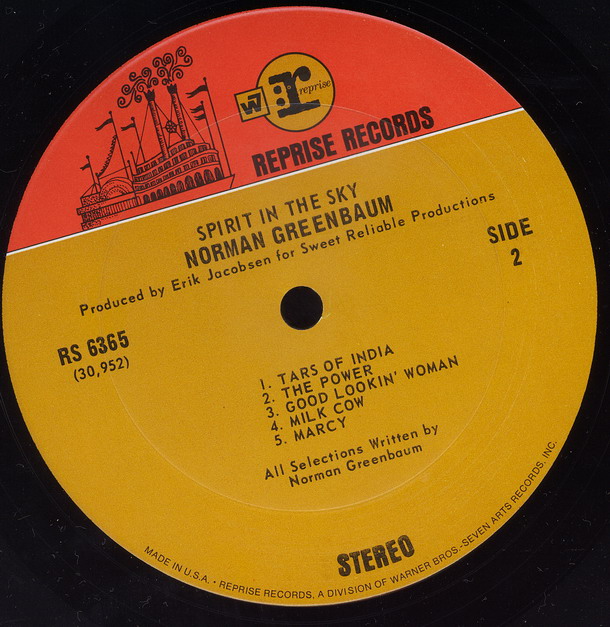 W
r
reprise
REPRISE RECORDS
SPIRIT IN THE SKY
NORMAN GREENBAUM
Produced by Erik Jacobsen for Sweet Reliable Productions
SIDE
2
RS 6365
(30,952)
1. TARS OF INDIA
2. THE POWER
3. GOOD LOOKIN' WOMAN
4. MILK COW
5. MARCY
All Selections Written by
Norman Greenbaum
STEREO
MADE IN U.S.A. • REPRISE RECORDS, A DIVISION OF WARNER BROS.-SEVEN ARTS RECORDS, INC.